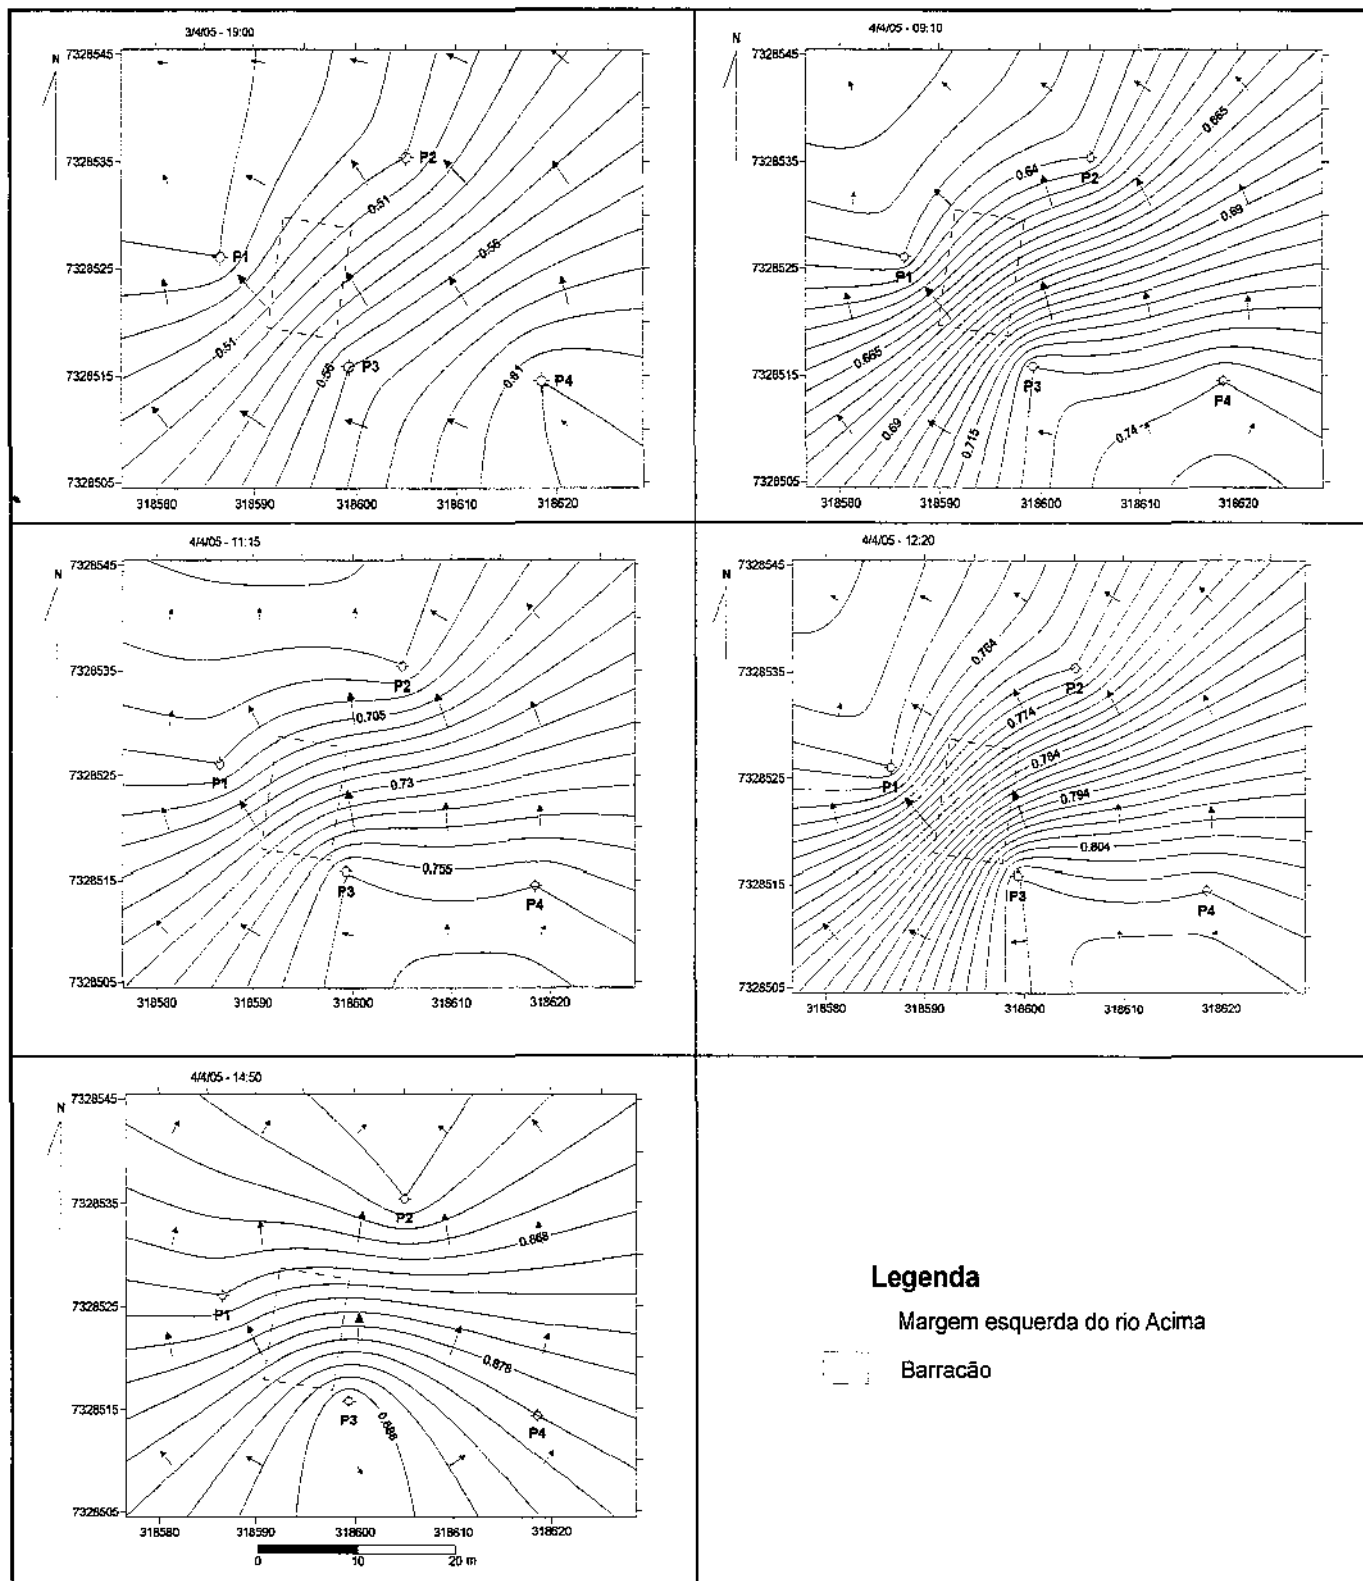 3/4/05 - 19:00
N
7328545
7328535
7328525
7328515
7328505
P2
0.51
P1
0.56
0.51
P3
0.56
0.61
P4
318580 318590 318600 318610 318620
4/4/05 - 09:10
N
7328545
7328535
7328525
7328515
7328505
0.665
0.64
P2
0.69
P1
0.665
P3
P4
0.69
0.715
0.74
318580 318590 318600 318610 318620
4/4/05 - 11:15
N
7328545
7328535
7328525
7328515
7328505
P2
0.705
P1
0.73
0.755
P3
P4
318580 318590 318600 318610 318620
4/4/05 - 12:20
N
7328545
7328535
7328525
7328515
7328505
0.764
P2
0.774
0.784
P1
0.794
0.804
P3
P4
318580 318590 318600 318610 318620
4/4/05 - 14:50
N
7328545
7328535
7328525
7328515
7328505
P2
0.868
P1
0.878
P3
0.888
P4
318580 318590 318600 318610 318620
0 10 20 m
Legenda
Margem esquerda do rio Acima
Barracão